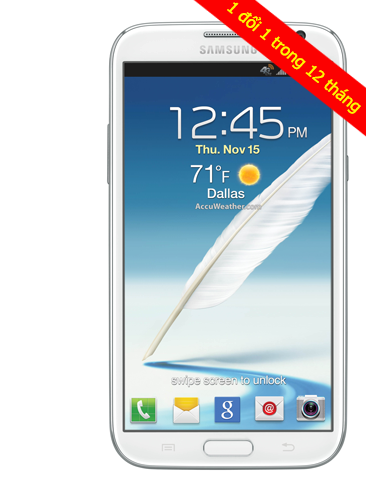 1 đổi 1 trong 12 tháng
SAMSUNG
4G
12:45 PM
Thu. Nov 15
71°F
Dallas
AccuWeather.com
swipe screen to unlock
g
@